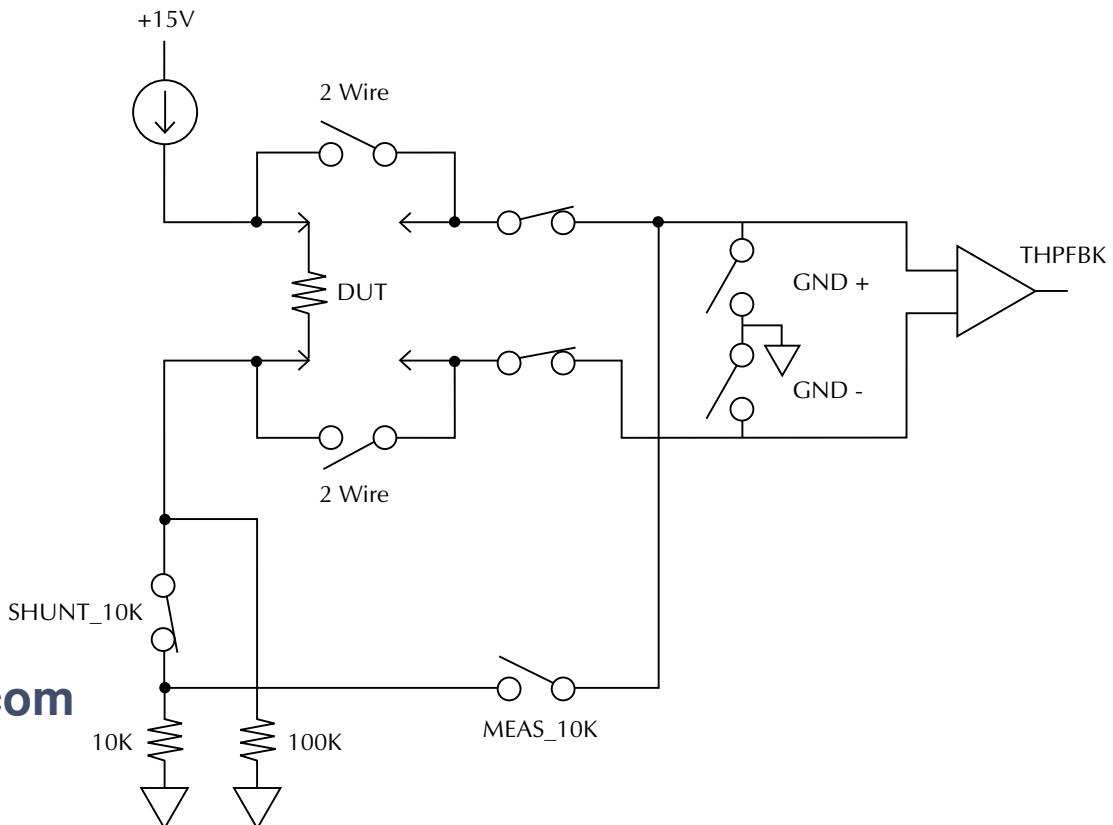 +15V
2 Wire
THPFBK
GND +
DUT
GND -
2 Wire
SHUNT_10K
com
MEAS_10K
10K
100K